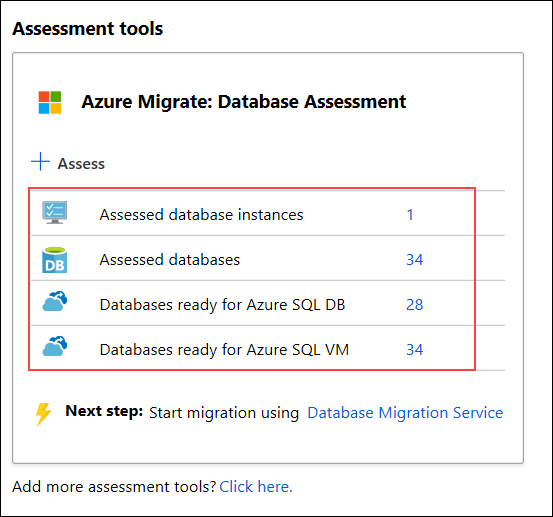 Assessment tools
Azure Migrate: Database Assessment
+ Assess
Assessed database instances 1
DB Assessed databases 34
Databases ready for Azure SQL DB 28
Databases ready for Azure SQL VM 34
Next step: Start migration using Database Migration Service
Add more assessment tools? Click here.